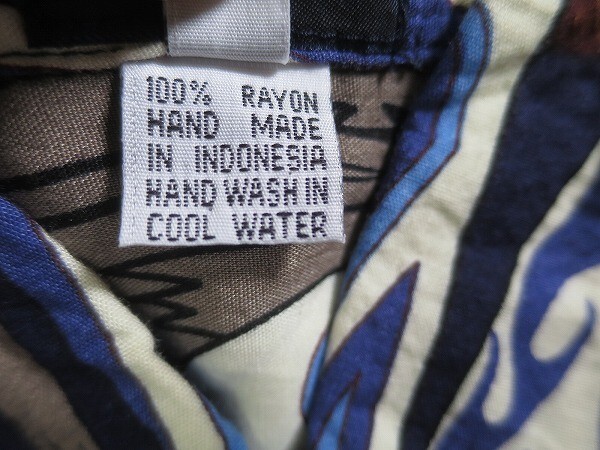 100% RAYON
HAND MADE
IN INDONESIA
HAND WASH IN
COOL WATER